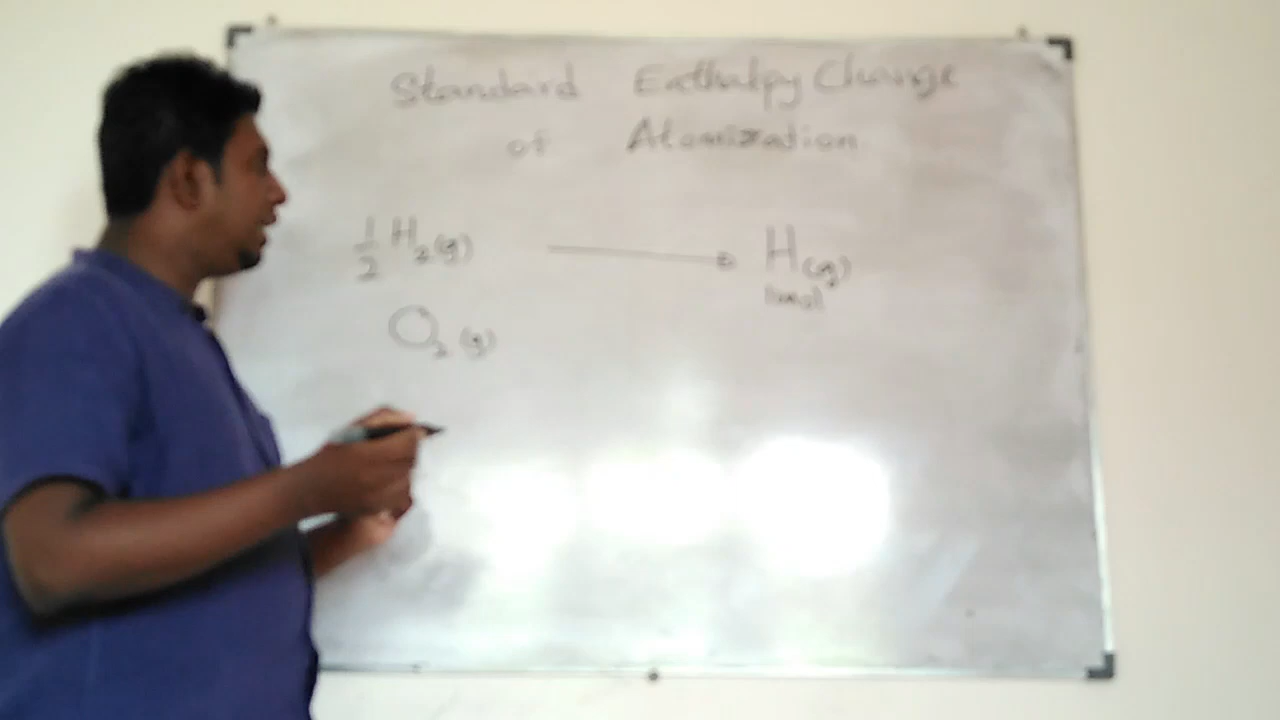 Standard Enthalpy Change
of Atomization
1/2 H2(g) → H(g)
1mol
O2(g)